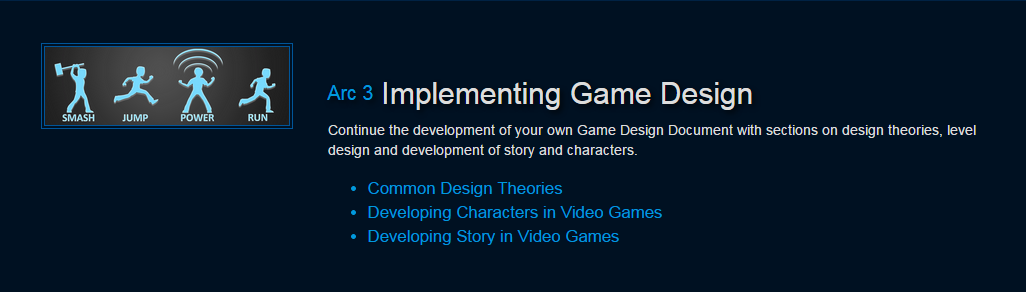 SMASH JUMP POWER RUN
Arc 3 Implementing Game Design
Continue the development of your own Game Design Document with sections on design theories, level
design and development of story and characters.
• Common Design Theories
• Developing Characters in Video Games
• Developing Story in Video Games